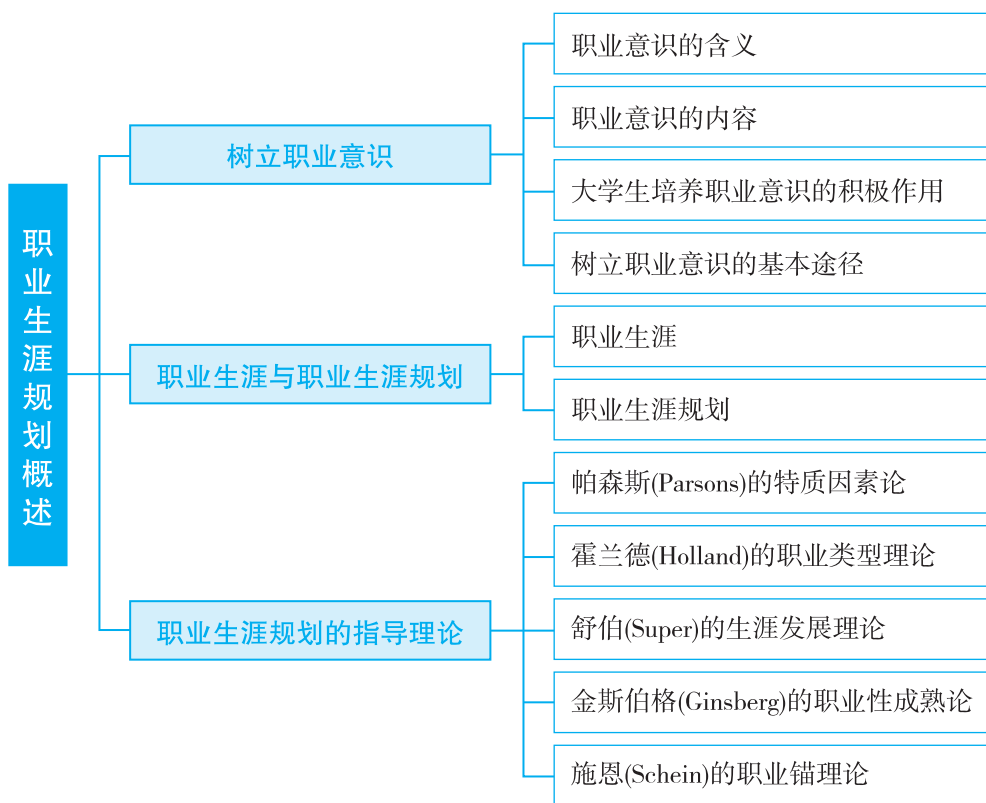 职业生涯规划概述
树立职业意识
职业意识的含义
职业意识的内容
大学生培养职业意识的积极作用
树立职业意识的基本途径
职业生涯与职业生涯规划
职业生涯
职业生涯规划
职业生涯规划的指导理论
帕森斯(Parsons)的特质因素论
霍兰德(Holland)的职业类型理论
舒伯(Super)的生涯发展理论
金斯伯格(Ginsberg)的职业性成熟论
施恩(Schein)的职业锚理论